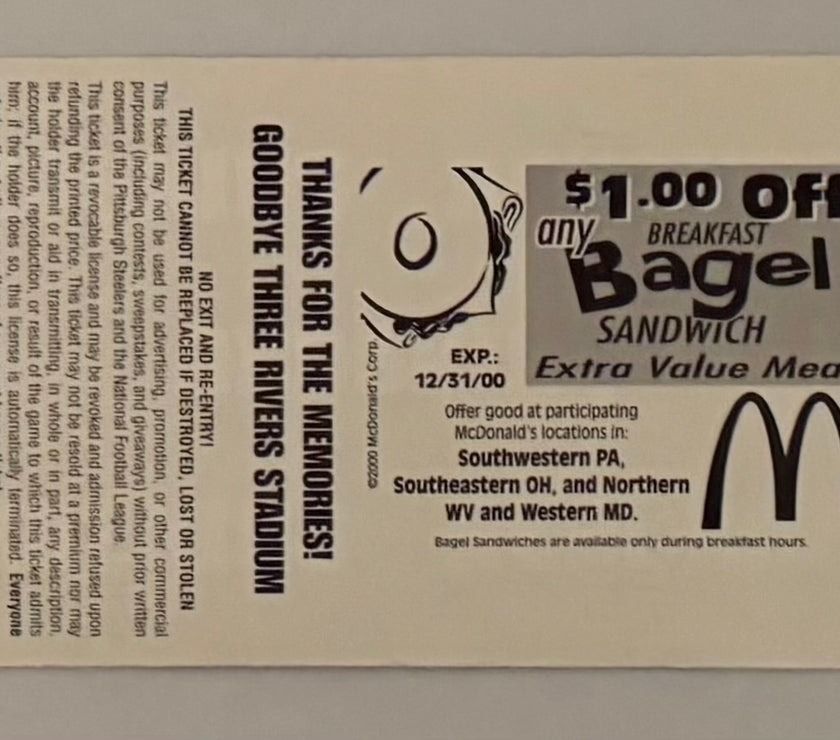 $1.00 Off
any
BREAKFAST
Bagel
SANDWICH
Extra Value Mea
EXP.:
12/31/00
Offer good at participating
McDonald's locations in:
Southwestern PA,
Southeastern OH, and Northern
WV and Western MD.
Bagel Sandwiches are available only during breakfast hours.
©2000 McDonald's Corp.
THANKS FOR THE MEMORIES!
GOODBYE THREE RIVERS STADIUM
NO EXIT AND RE-ENTRY!
THIS TICKET CANNOT BE REPLACED IF DESTROYED, LOST OR STOLEN
This ticket may not be used for advertising, promotion, or other commercial
purposes (including contests, sweepstakes, and giveaways) without prior written
consent of the Pittsburgh Steelers and the National Football League.
This ticket is a revocable license and may be revoked and admission refused upon
refunding the printed price. This ticket may not be resold at a premium nor may
the holder transmit or aid in transmitting, in whole or in part, any description,
account, picture, reproduction, or result of the game to which this ticket admits
him; if the holder does so, this license is automatically terminated. Everyone